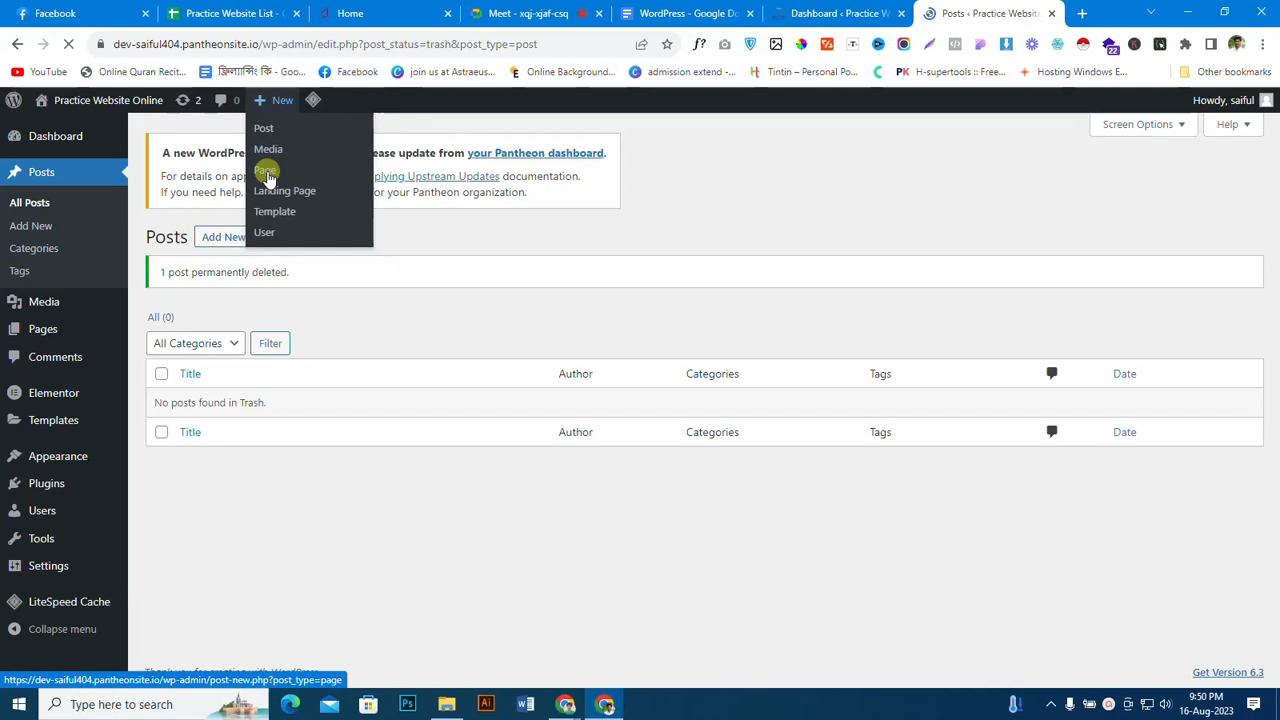 Facebook
Practice Website List -
Home
Meet - xqj-xjaf-csq
WordPress - Google Do
Dashboard ‹ Practice W
Posts ‹ Practice Website
dev-saiful404.pantheonsite.io/wp-admin/edit.php?post_status=trash&post_type=post
YouTube
Online Quran Recit...
ফ্রিল্যান্সিং কি - Goo...
Facebook
join us at Astraeus...
Online Background...
admission extend -...
Tintin – Personal Po...
H-supertools :: Free...
Hosting Windows E...
Other bookmarks
Practice Website Online
2
0
New
Howdy, saiful
Post
Media
Page
Landing Page
Template
User
Screen Options
Help
Dashboard
Posts
All Posts
Add New
Categories
Tags
Media
Pages
Comments
Elementor
Templates
Appearance
Plugins
Users
Tools
Settings
LiteSpeed Cache
Collapse menu
A new WordPre ease update from your Pantheon dashboard.
For details on app plying Upstream Updates documentation.
If you need help, for your Pantheon organization.
Posts
Add New
1 post permanently deleted.
All (0)
All Categories
Filter
Title Author Categories Tags Date
No posts found in Trash.
Title Author Categories Tags Date
Get Version 6.3
https://dev-saiful404.pantheonsite.io/wp-admin/post-new.php?post_type=page
Type here to search
9:50 PM
16-Aug-2023
22